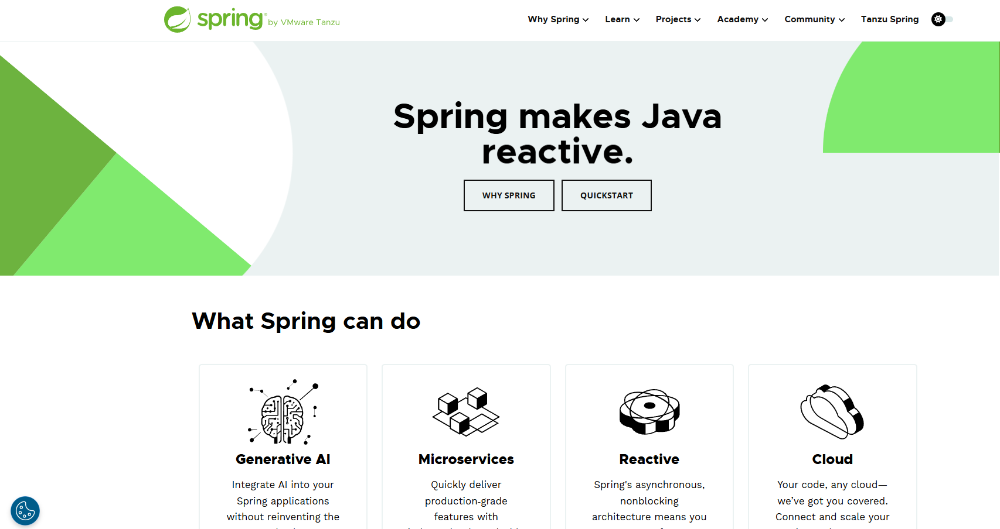 spring® by VMware Tanzu
Why Spring Learn Projects Academy Community Tanzu Spring
Spring makes Java
reactive.
WHY SPRING QUICKSTART
What Spring can do
Generative AI
Integrate AI into your
Spring applications
without reinventing the
Microservices
Quickly deliver
production-grade
features with
Reactive
Spring's asynchronous,
nonblocking
architecture means you
Cloud
Your code, any cloud—
we’ve got you covered.
Connect and scale your